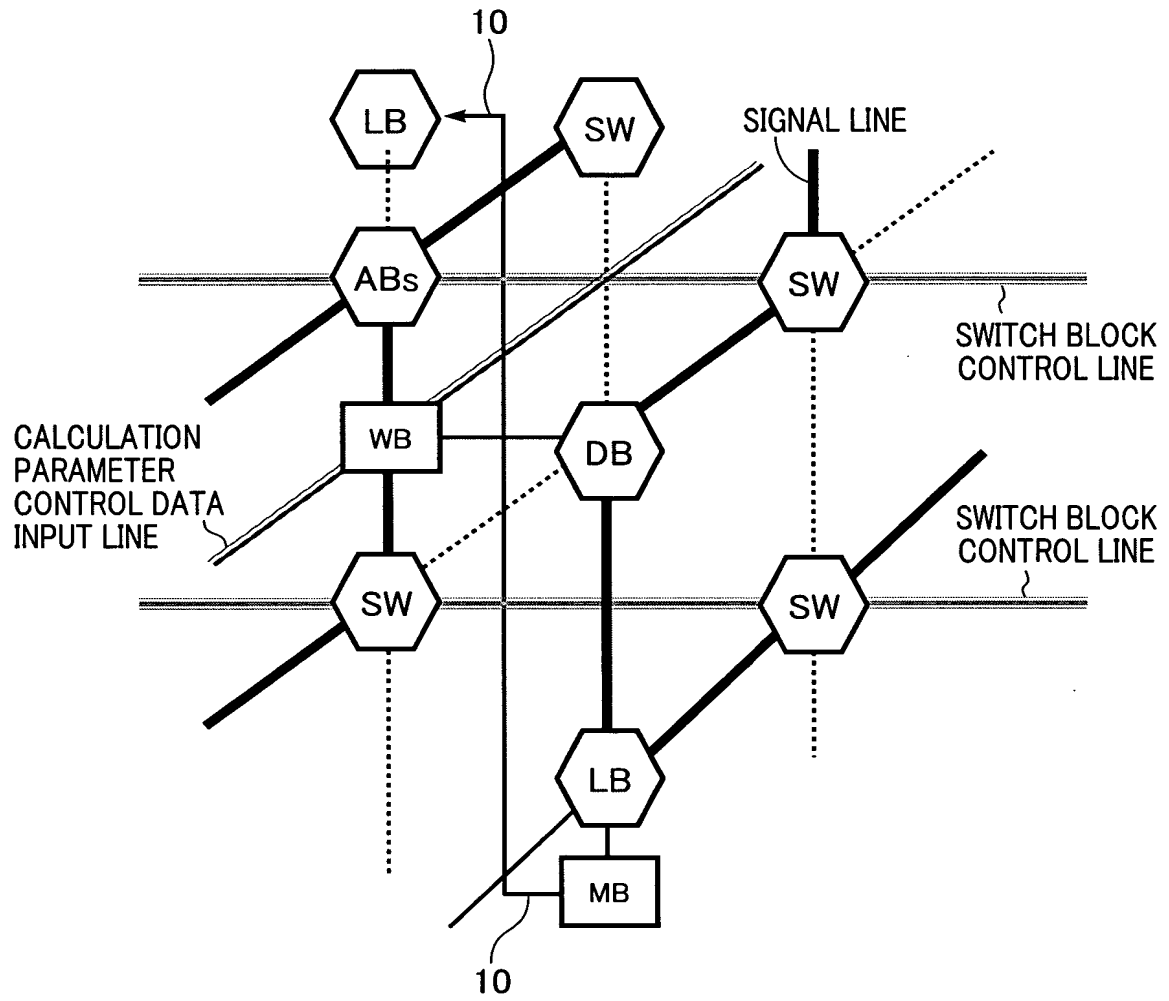 10
LB
SW
SIGNAL LINE
ABs
SW
SWITCH BLOCK
CONTROL LINE
CALCULATION
PARAMETER
CONTROL DATA
INPUT LINE
WB
DB
SWITCH BLOCK
CONTROL LINE
SW
SW
LB
MB
10